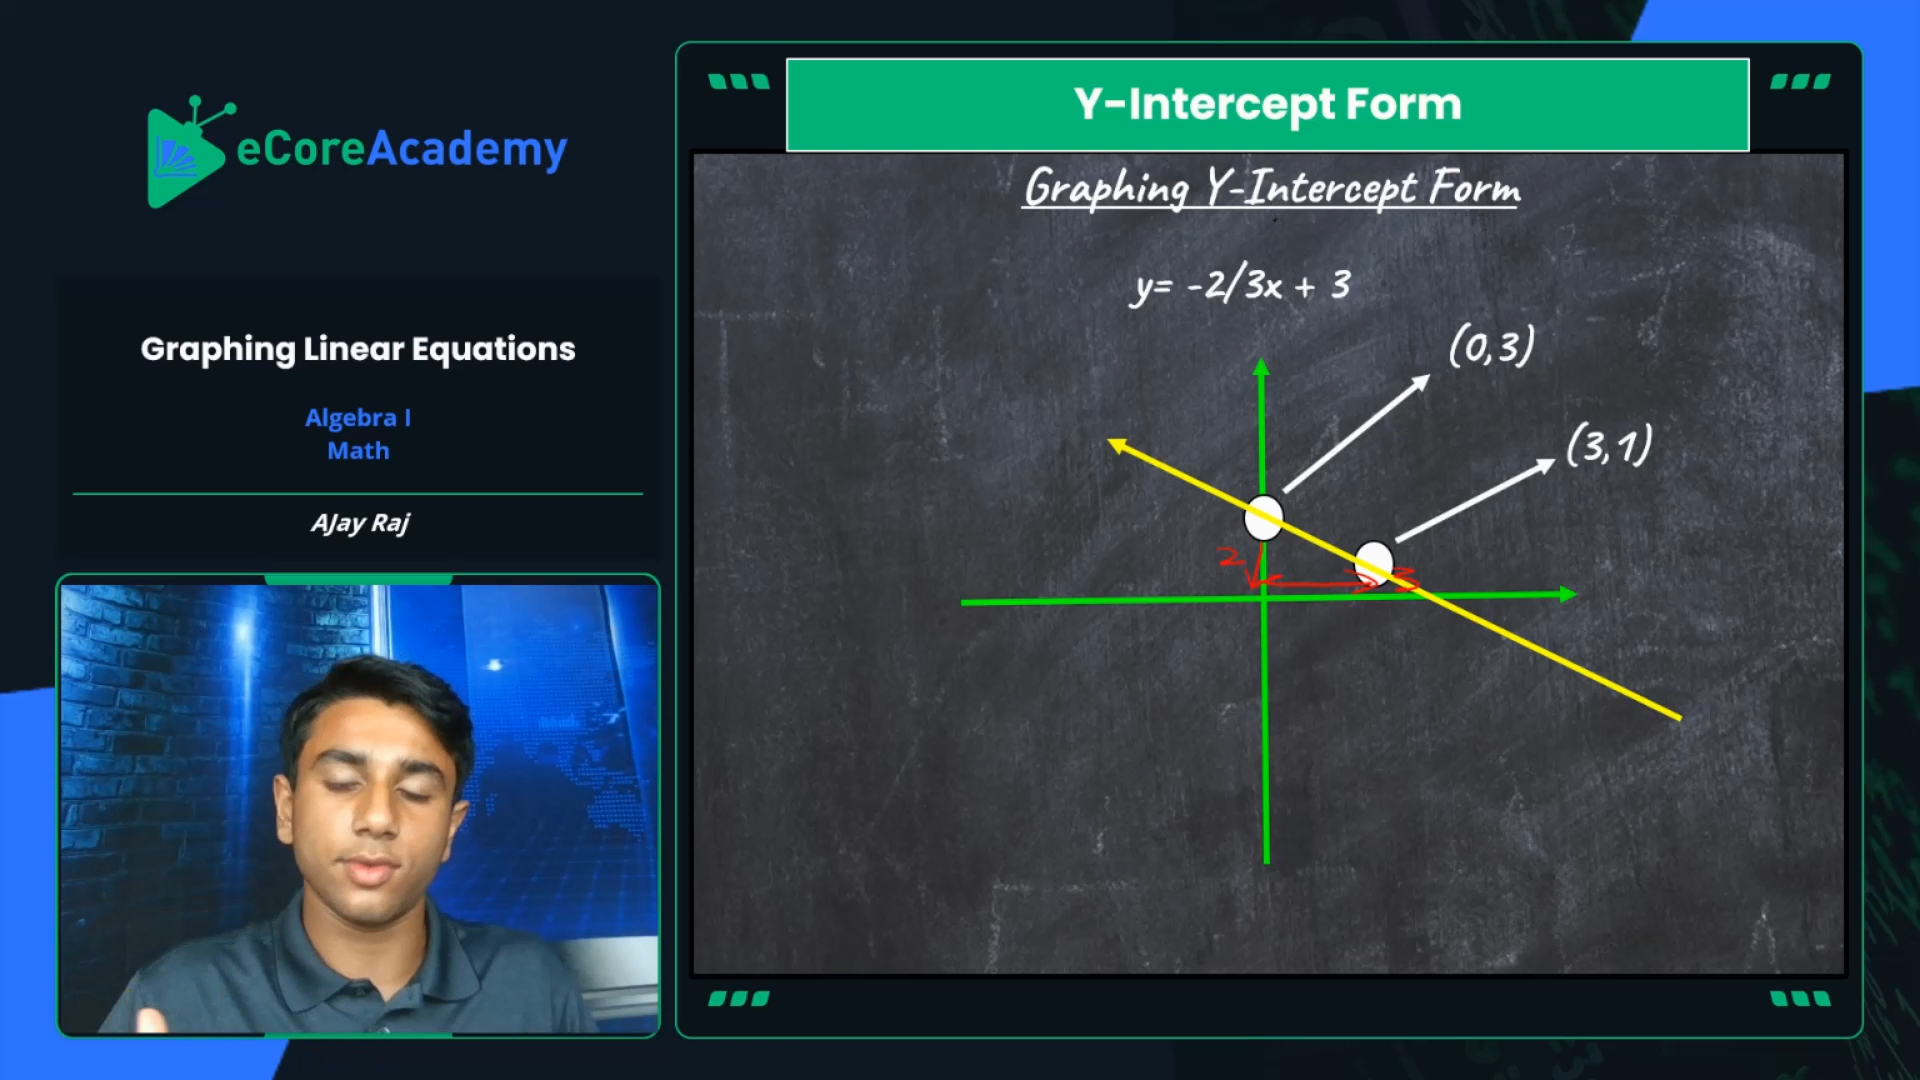 eCoreAcademy
Graphing Linear Equations
Algebra I
Math
AJay Raj
Y-Intercept Form
Graphing Y-Intercept Form
y= -2/3x + 3
(0,3)
(3,1)
2
3